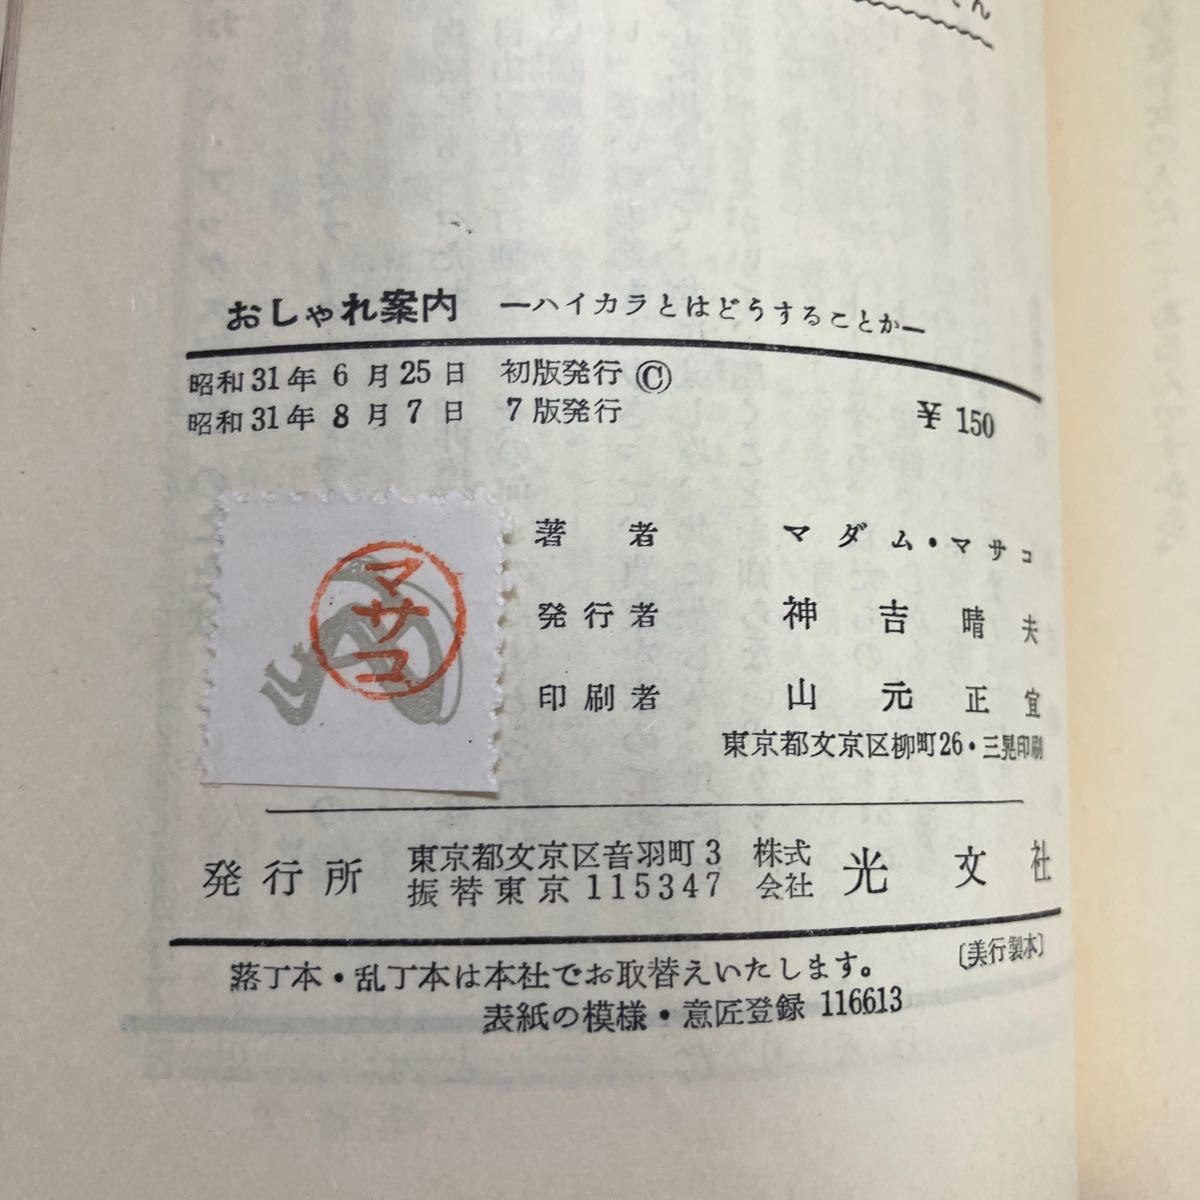 おしゃれ案内 ―ハイカラとはどうすることか―
昭和31年6月25日 初版発行 ©
昭和31年8月7日 7版発行
¥150
マサコ
著者 マダム・マサコ
発行者 神吉晴夫
印刷者 山元正宜
東京都文京区柳町26・三晃印刷
発行所 東京都文京区音羽町3 株式会社 光文社
振替東京115347
〔美行製本〕
落丁本・乱丁本は本社でお取替えいたします。
表紙の模様・意匠登録 116613